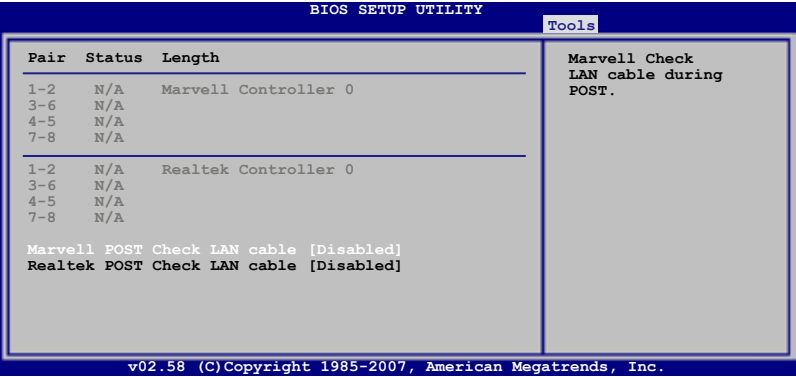 BIOS SETUP UTILITY
Tools
Pair Status Length
1-2 N/A Marvell Controller 0
3-6 N/A
4-5 N/A
7-8 N/A
1-2 N/A Realtek Controller 0
3-6 N/A
4-5 N/A
7-8 N/A
Marvell POST Check LAN cable [Disabled]
Realtek POST Check LAN cable [Disabled]
Marvell Check
LAN cable during
POST.
v02.58 (C)Copyright 1985-2007, American Megatrends, Inc.